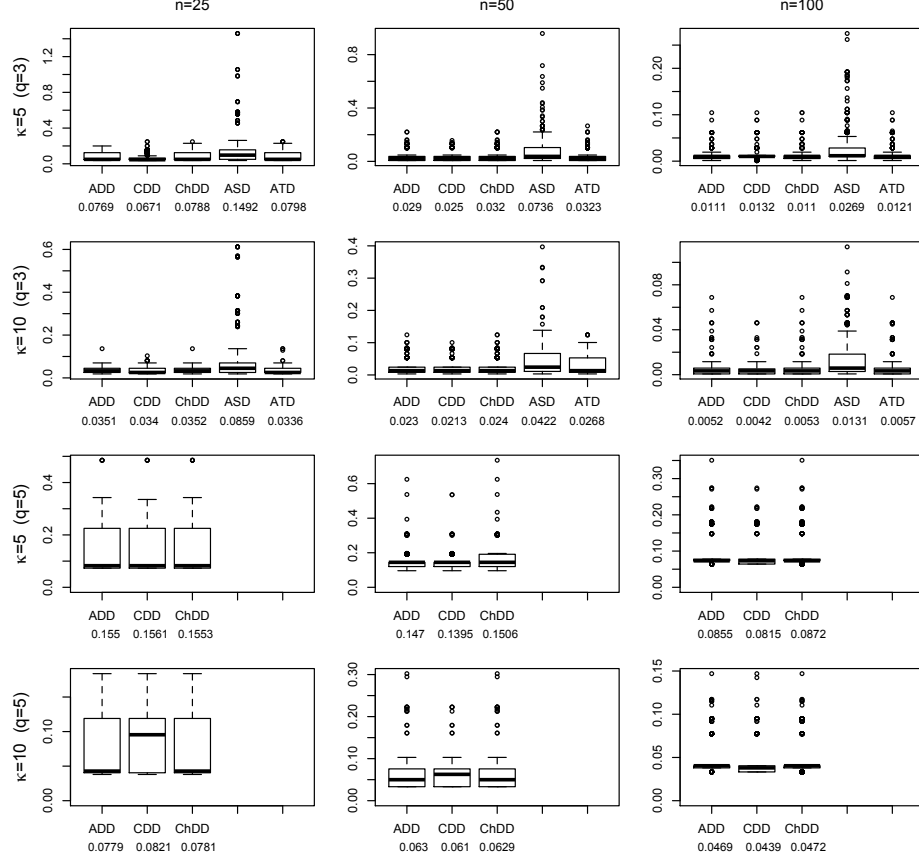 n=25 n=50 n=100
κ=5 (q=3)
0.0 0.4 0.8 1.2
ADD CDD ChDD ASD ATD
0.0769 0.0671 0.0788 0.1492 0.0798
0.0 0.4 0.8
ADD CDD ChDD ASD ATD
0.029 0.025 0.032 0.0736 0.0323
0.00 0.10 0.20
ADD CDD ChDD ASD ATD
0.0111 0.0132 0.011 0.0269 0.0121
κ=10 (q=3)
0.0 0.2 0.4 0.6
ADD CDD ChDD ASD ATD
0.0351 0.034 0.0352 0.0859 0.0336
0.0 0.1 0.2 0.3 0.4
ADD CDD ChDD ASD ATD
0.023 0.0213 0.024 0.0422 0.0268
0.00 0.04 0.08
ADD CDD ChDD ASD ATD
0.0052 0.0042 0.0053 0.0131 0.0057
κ=5 (q=5)
0.0 0.2 0.4
ADD CDD ChDD
0.155 0.1561 0.1553
0.0 0.2 0.4 0.6
ADD CDD ChDD
0.147 0.1395 0.1506
0.00 0.10 0.20 0.30
ADD CDD ChDD
0.0855 0.0815 0.0872
κ=10 (q=5)
0.00 0.10
ADD CDD ChDD
0.0779 0.0821 0.0781
0.00 0.10 0.20 0.30
ADD CDD ChDD
0.063 0.061 0.0629
0.00 0.05 0.10 0.15
ADD CDD ChDD
0.0469 0.0439 0.0472